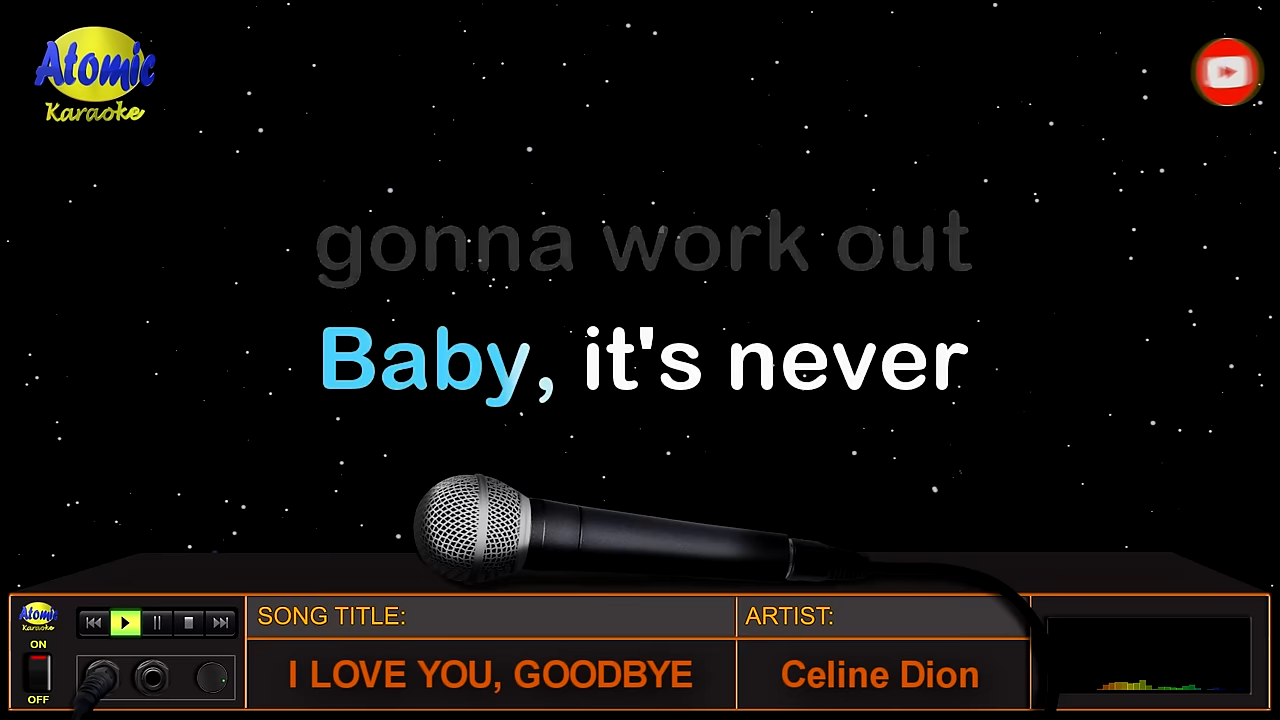 Atomic
Karaoke
gonna work out
Baby, it's never
Atomic
Karaoke
ON
OFF
SONG TITLE:
I LOVE YOU, GOODBYE
ARTIST:
Celine Dion